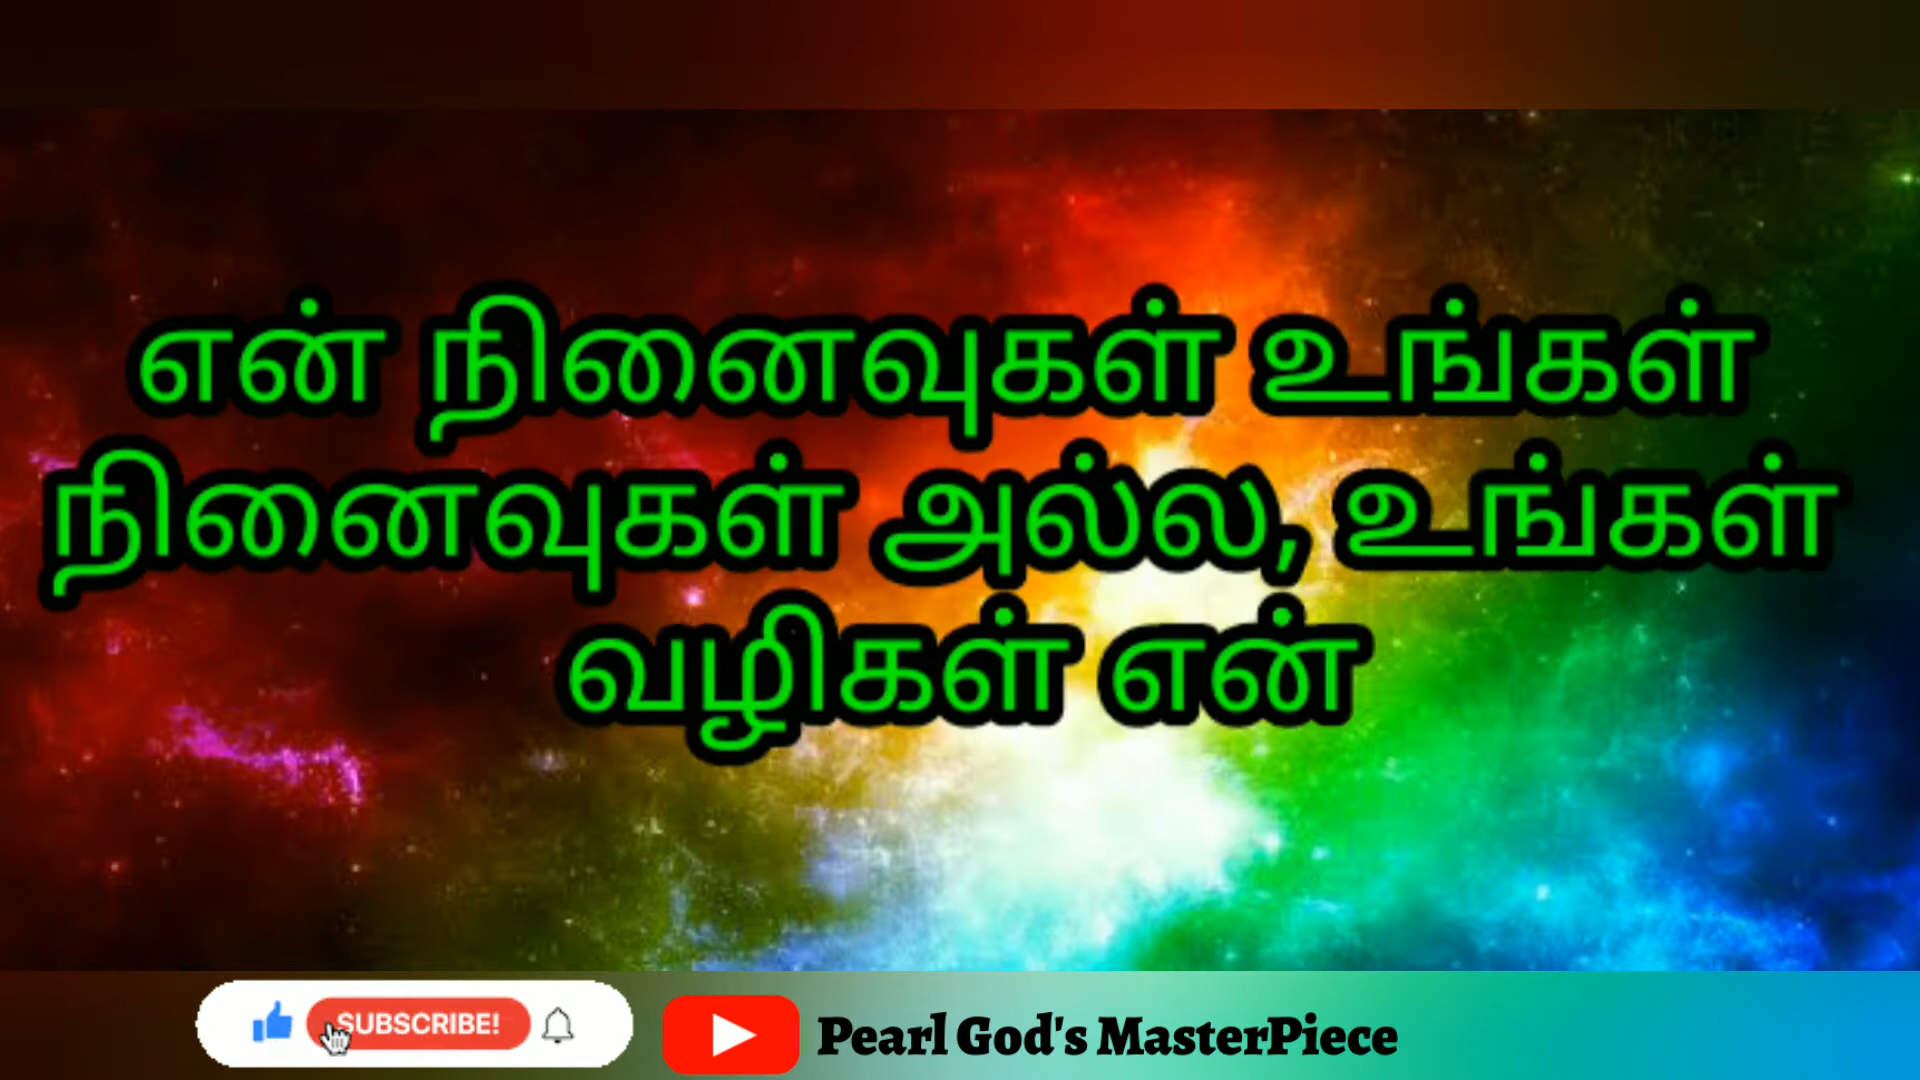 என் நினைவுகள் உங்கள்
நினைவுகள் அல்ல, உங்கள்
வழிகள் என்
SUBSCRIBE!
Pearl God's MasterPiece